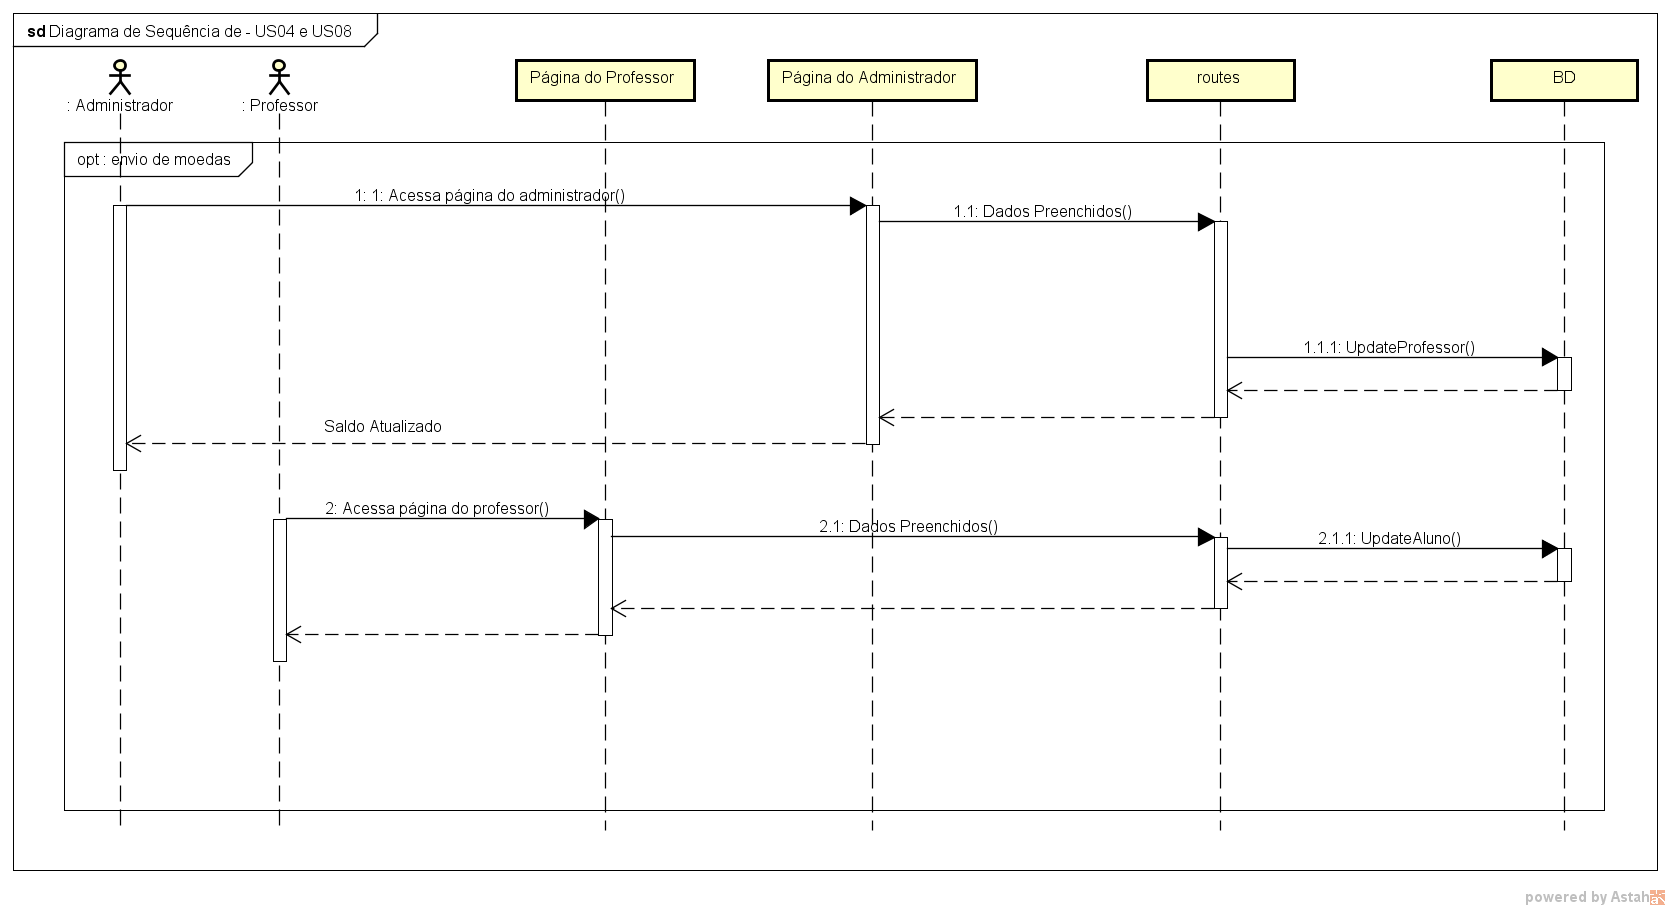 sd Diagrama de Sequência de - US04 e US08
: Administrador
: Professor
Página do Professor
Página do Administrador
routes
BD
opt : envio de moedas
1: 1: Acessa página do administrador()
1.1: Dados Preenchidos()
1.1.1: UpdateProfessor()
Saldo Atualizado
2: Acessa página do professor()
2.1: Dados Preenchidos()
2.1.1: UpdateAluno()
powered by Astah